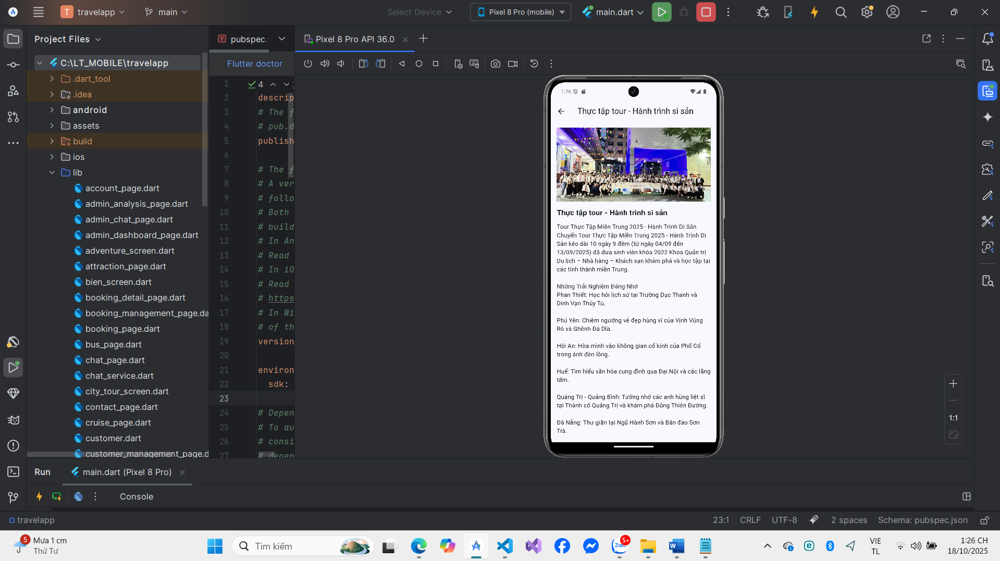 T travelapp
main
Select Device
Pixel 8 Pro (mobile)
main.dart
Project Files
pubspec.
Pixel 8 Pro API 36.0
C:\LT_MOBILE\travelapp
.dart_tool
.idea
android
assets
build
ios
lib
account_page.dart
admin_analysis_page.dart
admin_chat_page.dart
admin_dashboard_page.dart
adventure_screen.dart
attraction_page.dart
bien_screen.dart
booking_detail_page.dart
booking_management_page.da
booking_page.dart
bus_page.dart
chat_page.dart
chat_service.dart
city_tour_screen.dart
contact_page.dart
cruise_page.dart
customer.dart
customer_management_page.d
Flutter doctor
4
1
2 descrip
3 # The f
4 # pub.d
5 publish
6
7 # The f
8 # A ver
9 # follo
10 # Both
11 # build
12 # In An
13 # Read
14 # In iO
15 # Read
16 # https
17 # In Wi
18 # of th
19 version
20
21 environ
22 sdk:
23
24 # Depen
25 # To au
26 # consi
27 # depen
1:26
Thực tập tour - Hành trình si sản
Thực tập tour - Hành trình si sản
Tour Thực Tập Miền Trung 2025 - Hành Trình Di Sản
Chuyến Tour Thực Tập Miền Trung 2025 - Hành Trình Di
Sản kéo dài 10 ngày 9 đêm (từ ngày 04/09 đến
13/09/2025) đã đưa sinh viên khóa 2022 Khoa Quản trị
Du lịch – Nhà hàng – Khách sạn khám phá và học tập tại
các tỉnh thành miền Trung.
Những Trải Nghiệm Đáng Nhớ
Phan Thiết: Học hỏi lịch sử tại Trường Dục Thanh và
Dinh Vạn Thủy Tú.
Phú Yên: Chiêm ngưỡng vẻ đẹp hùng vĩ của Vịnh Vũng
Rô và Ghềnh Đá Dĩa.
Hội An: Hòa mình vào không gian cổ kính của Phố Cổ
trong ánh đèn lồng.
Huế: Tìm hiểu văn hóa cung đình qua Đại Nội và các lăng
tẩm.
Quảng Trị - Quảng Bình: Tưởng nhớ các anh hùng liệt sĩ
tại Thành cổ Quảng Trị và khám phá Động Thiên Đường.
Đà Nẵng: Thư giãn tại Ngũ Hành Sơn và Bán đảo Sơn
Trà.
1:1
Run
main.dart (Pixel 8 Pro)
Console
travelapp
23:1 CRLF UTF-8 2 spaces Schema: pubspec.json
5
Mưa 1 cm
Thứ Tư
Tìm kiếm
Zalo
5+
VIE
TL
1:26 CH
18/10/2025